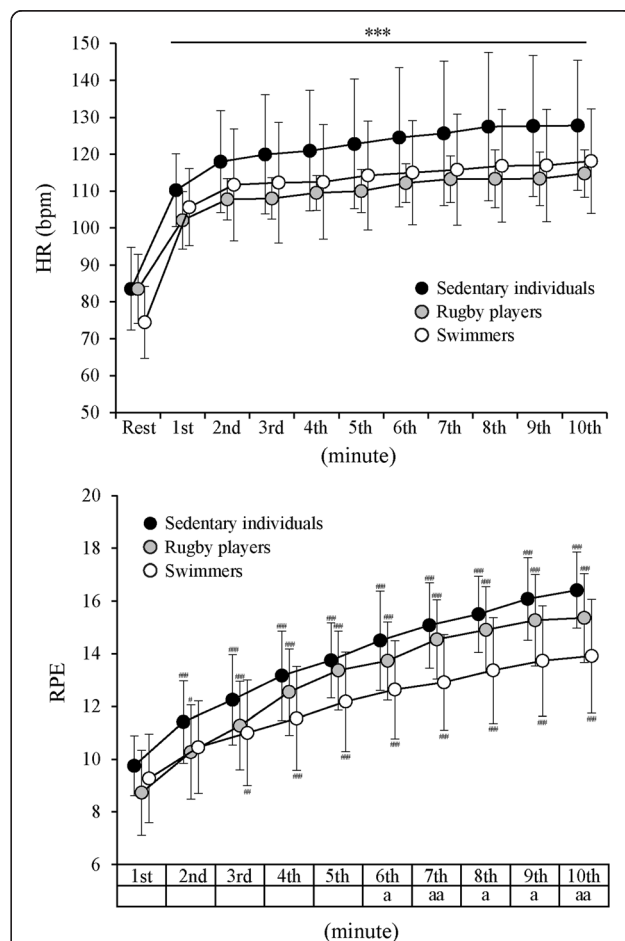 ***
150
140
130
120
110
100
90
80
70
60
50
HR (bpm)
Sedentary individuals
Rugby players
Swimmers
Rest 1st 2nd 3rd 4th 5th 6th 7th 8th 9th 10th
(minute)
20
18
16
14
12
10
8
6
RPE
Sedentary individuals
Rugby players
Swimmers
## ## ## ## ## ## ## ## ##
# ## ## ## ## ## ## ## ##
## ## ## ## ## ## ## ##
1st 2nd 3rd 4th 5th 6th 7th 8th 9th 10th
a aa a a aa
(minute)